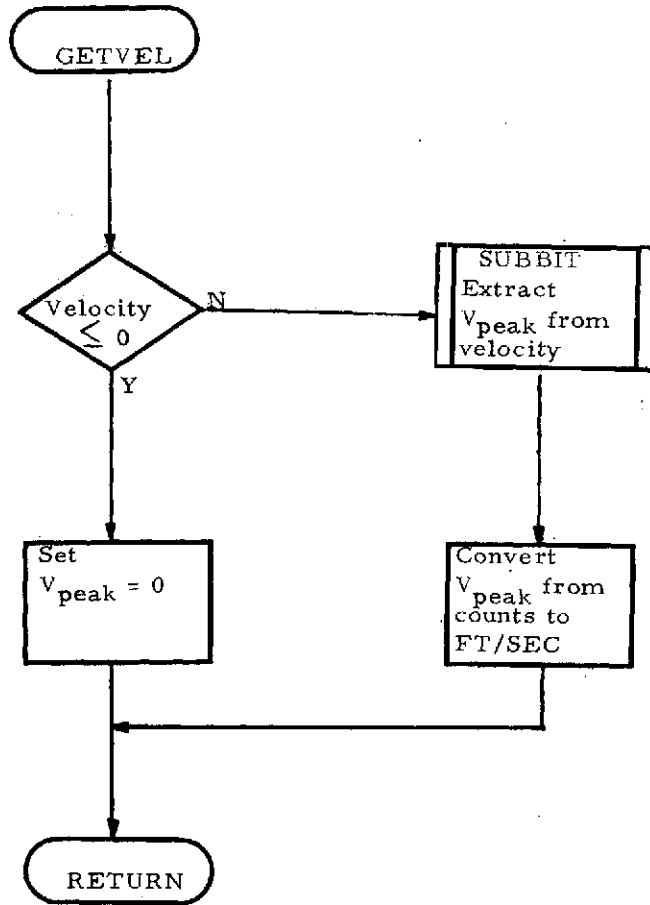 GETVEL
Velocity
≤ 0
N
Y
SUBBIT
Extract
Vpeak from
velocity
Set
Vpeak = 0
Convert
Vpeak from
counts to
FT/SEC
RETURN